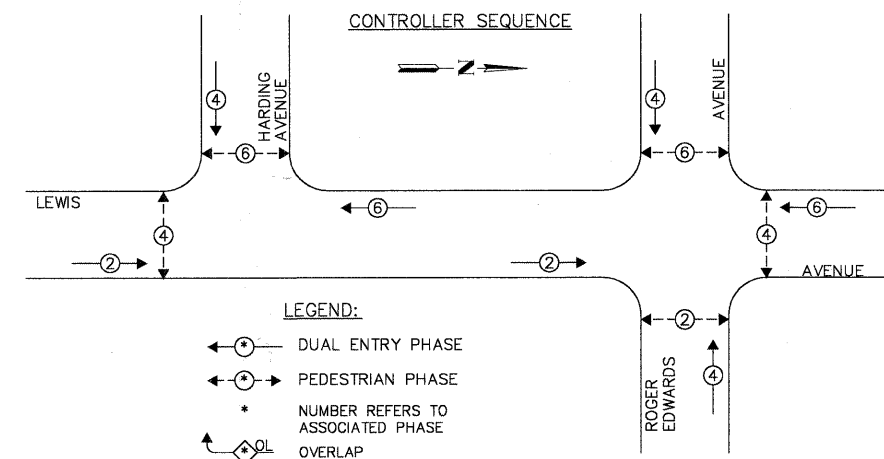 CONTROLLER SEQUENCE
N
HARDING
AVENUE
AVENUE
4
4
6
6
LEWIS
6
6
4
4
2
2
AVENUE
LEGEND:
2
* DUAL ENTRY PHASE
* PEDESTRIAN PHASE
* NUMBER REFERS TO
ASSOCIATED PHASE
* OL OVERLAP
ROGER
EDWARDS
4